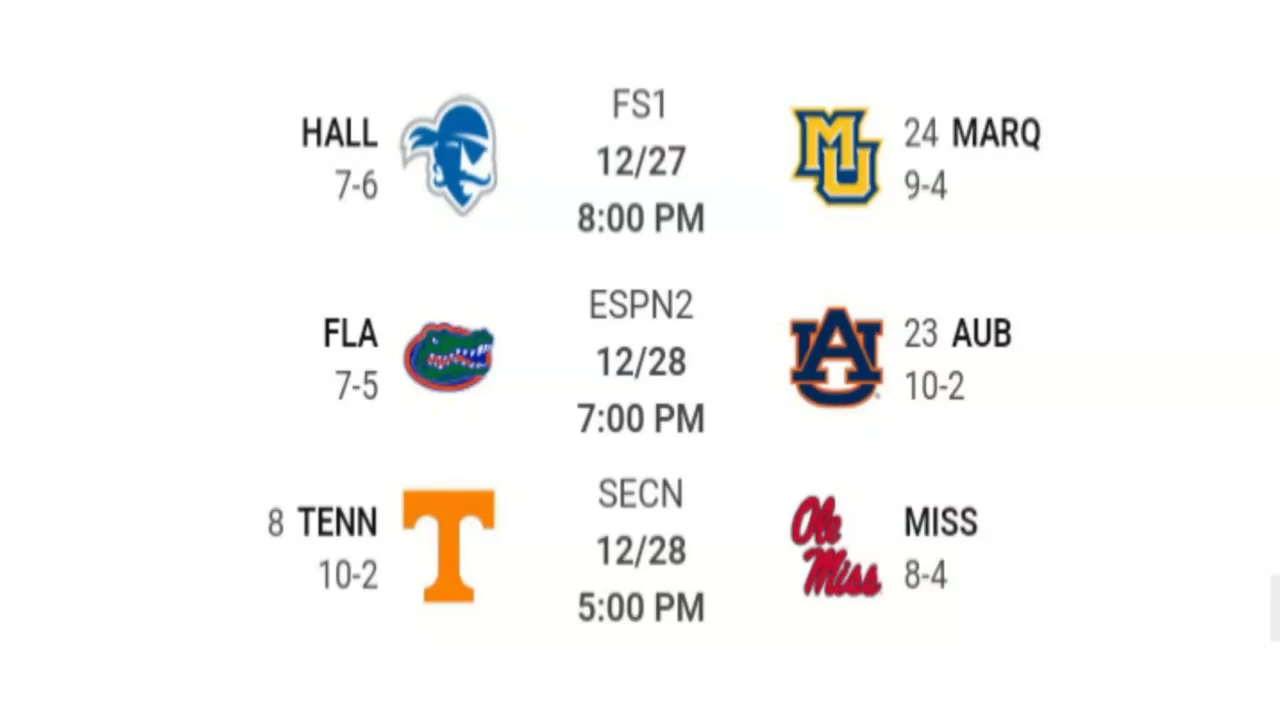 HALL
7-6
FS1
12/27
8:00 PM
MU
24 MARQ
9-4
FLA
7-5
ESPN2
12/28
7:00 PM
AU
23 AUB
10-2
8 TENN
10-2
T
SECN
12/28
5:00 PM
Ole
Miss
MISS
8-4